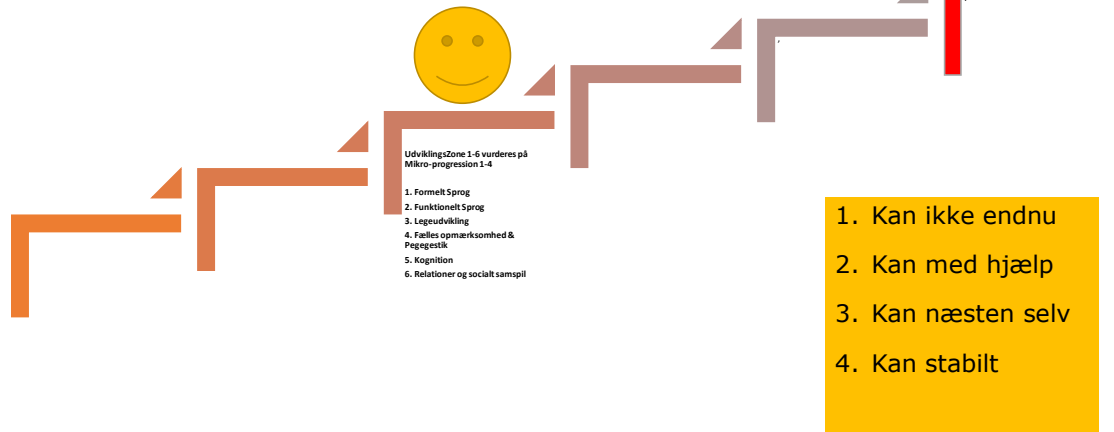 UdviklingsZone 1-6 vurderes på
Mikro-progression 1-4
1. Formelt Sprog
2. Funktionelt Sprog
3. Legeudvikling
4. Fælles opmærksomhed &
Pegegestik
5. Kognition
6. Relationer og socialt samspil
1. Kan ikke endnu
2. Kan med hjælp
3. Kan næsten selv
4. Kan stabilt